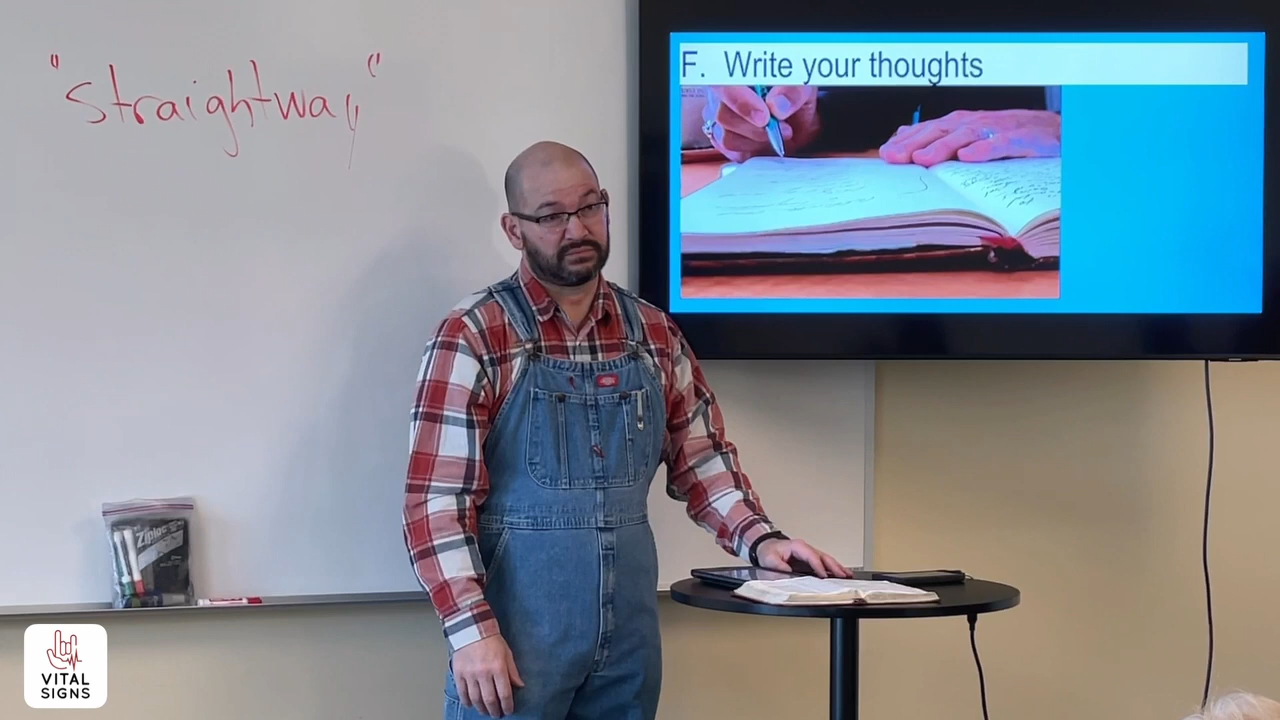 "straightway"
F. Write your thoughts
Ziploc
VITAL
SIGNS